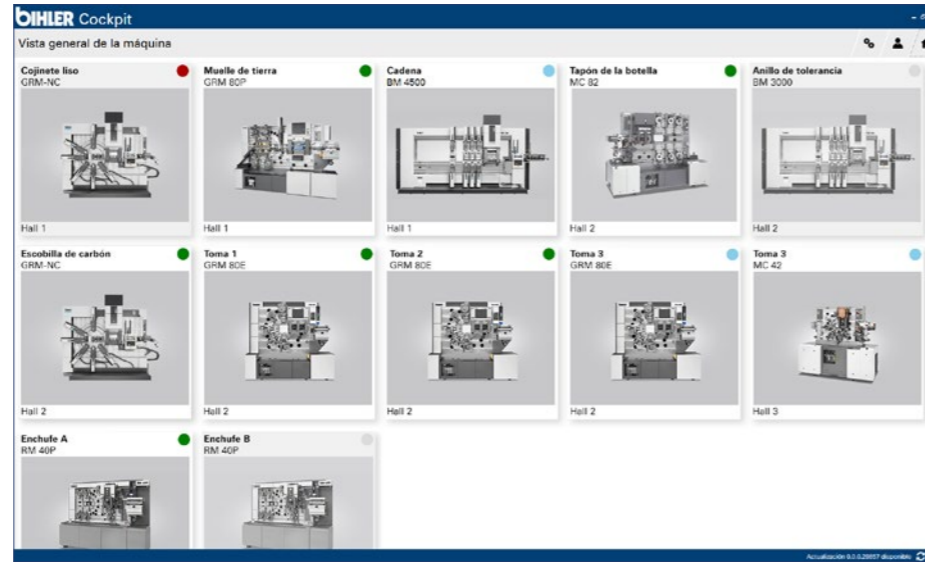 BIHLER Cockpit
Vista general de la máquina
Cojinete liso
GRM-NC
Hall 1
Muelle de tierra
GRM 80P
Hall 1
Cadena
BM 4500
Hall 1
Tapón de la botella
MC 82
Hall 2
Anillo de tolerancia
BM 3000
Hall 2
Escobilla de carbón
GRM-NC
Hall 2
Toma 1
GRM 80E
Hall 2
Toma 2
GRM 80E
Hall 2
Toma 3
GRM 80E
Hall 2
Toma 3
MC 42
Hall 3
Enchufe A
RM 40P
Enchufe B
RM 40P
Actualización disponible